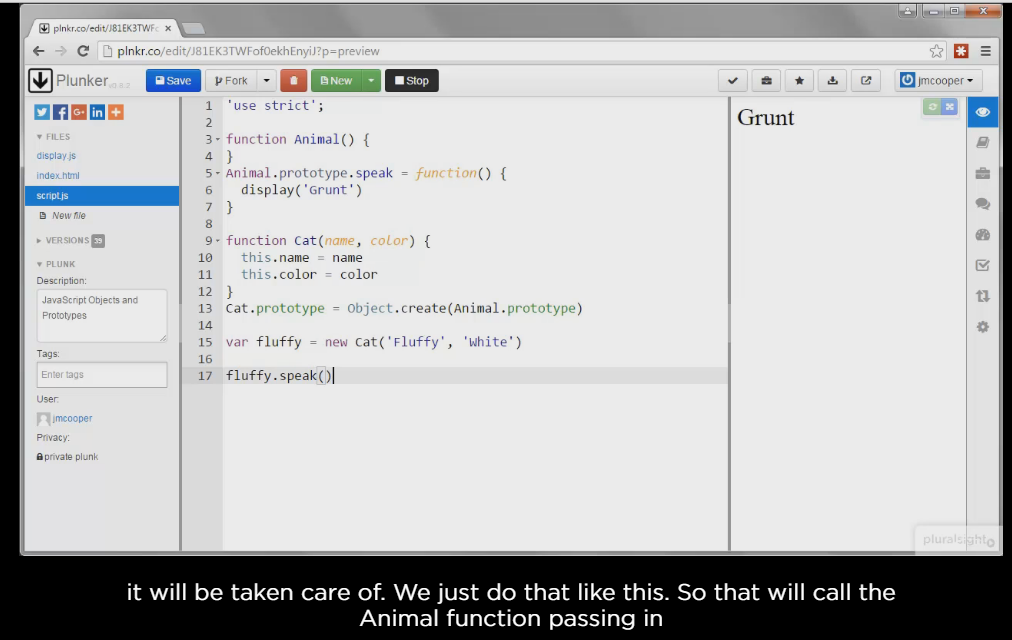 plnkr.co/edit/J81EK3TWF
plnkr.co/edit/J81EK3TWFof0ekhEnyiJ?p=preview
Plunker
Save
Fork
New
Stop
jmcooper
FILES
display.js
index.html
script.js
New file
VERSIONS 39
PLUNK
Description:
JavaScript Objects and
Prototypes
Tags:
Enter tags
User:
jmcooper
Privacy:
private plunk
1 'use strict';
2
3 function Animal() {
4 }
5 Animal.prototype.speak = function() {
6 display('Grunt')
7 }
8
9 function Cat(name, color) {
10 this.name = name
11 this.color = color
12 }
13 Cat.prototype = Object.create(Animal.prototype)
14
15 var fluffy = new Cat('Fluffy', 'White')
16
17 fluffy.speak()
Grunt
pluralsight
it will be taken care of. We just do that like this. So that will call the
Animal function passing in